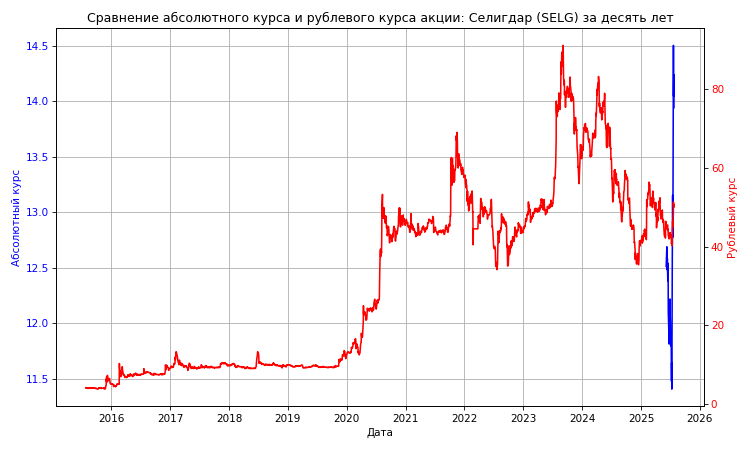 Сравнение абсолютного курса и рублевого курса акции: Селигдар (SELG) за десять лет
14.5
14.0
13.5
13.0
12.5
12.0
11.5
Абсолютный курс
80
60
40
20
0
Рублевый курс
2016 2017 2018 2019 2020 2021 2022 2023 2024 2025 2026
Дата